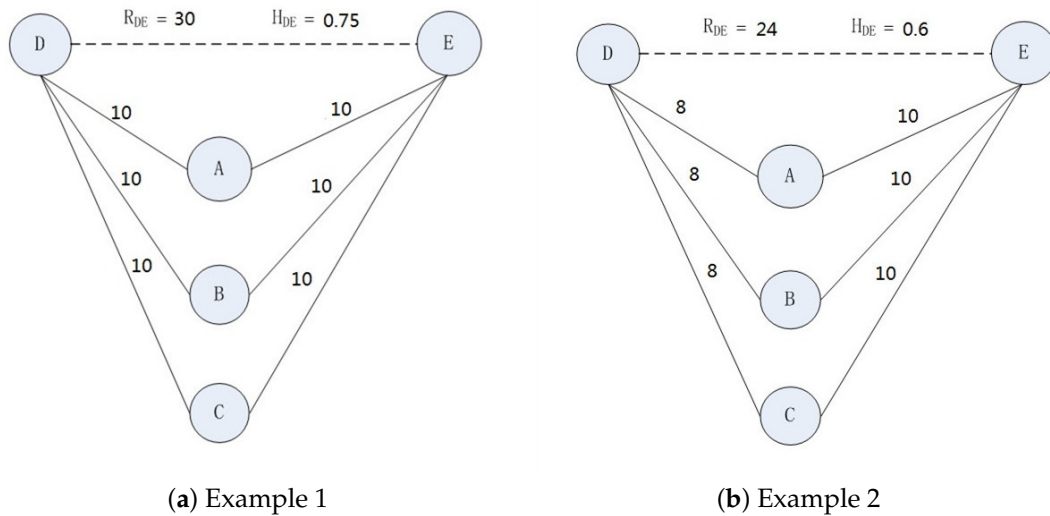 R_DE = 30 H_DE = 0.75
D E
10 10
A
10 10
B
10 10
C
(a) Example 1
R_DE = 24 H_DE = 0.6
D E
8 10
A
8 10
B
8 10
C
(b) Example 2